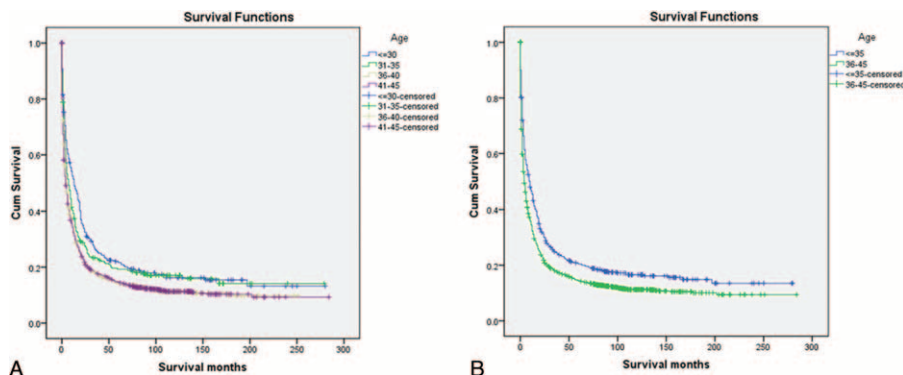 Survival Functions
Age
<=30
31-35
36-40
41-45
<=30-censored
31-35-censored
36-40-censored
41-45-censored
Cum Survival
1.0
0.8
0.6
0.4
0.2
0.0
0 50 100 150 200 250 300
Survival months
A
Survival Functions
Age
<=35
36-45
<=35-censored
36-45-censored
Cum Survival
1.0
0.8
0.6
0.4
0.2
0.0
0 50 100 150 200 250 300
Survival months
B